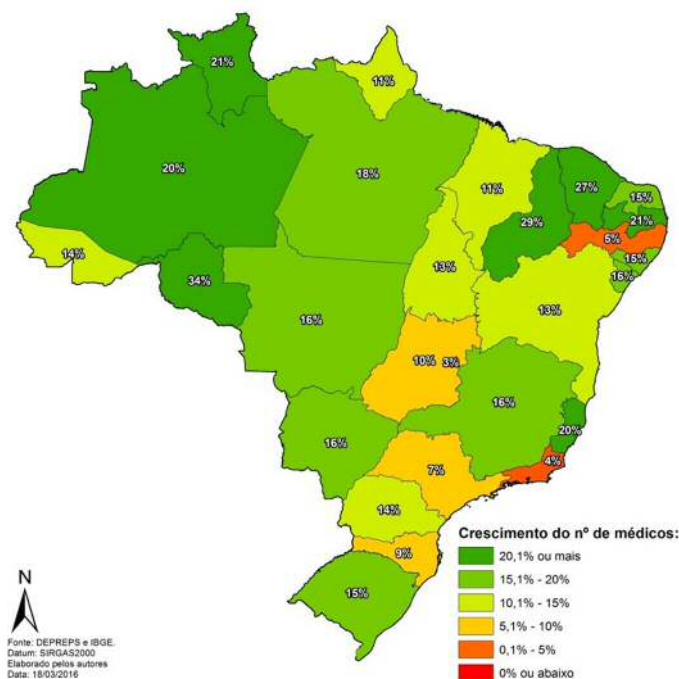 21%
11%
20%
18%
11%
27%
15%
29%
21%
5%
14%
34%
13%
15%
16%
16%
13%
10% 3%
16%
16%
20%
7%
4%
14%
9%
15%
Crescimento do nº de médicos:
20,1% ou mais
15,1% - 20%
10,1% - 15%
5,1% - 10%
0,1% - 5%
0% ou abaixo
N
Fonte: DEPREPS e IBGE.
Datum: SIRGAS2000
Elaborado pelos autores
Data: 18/03/2016